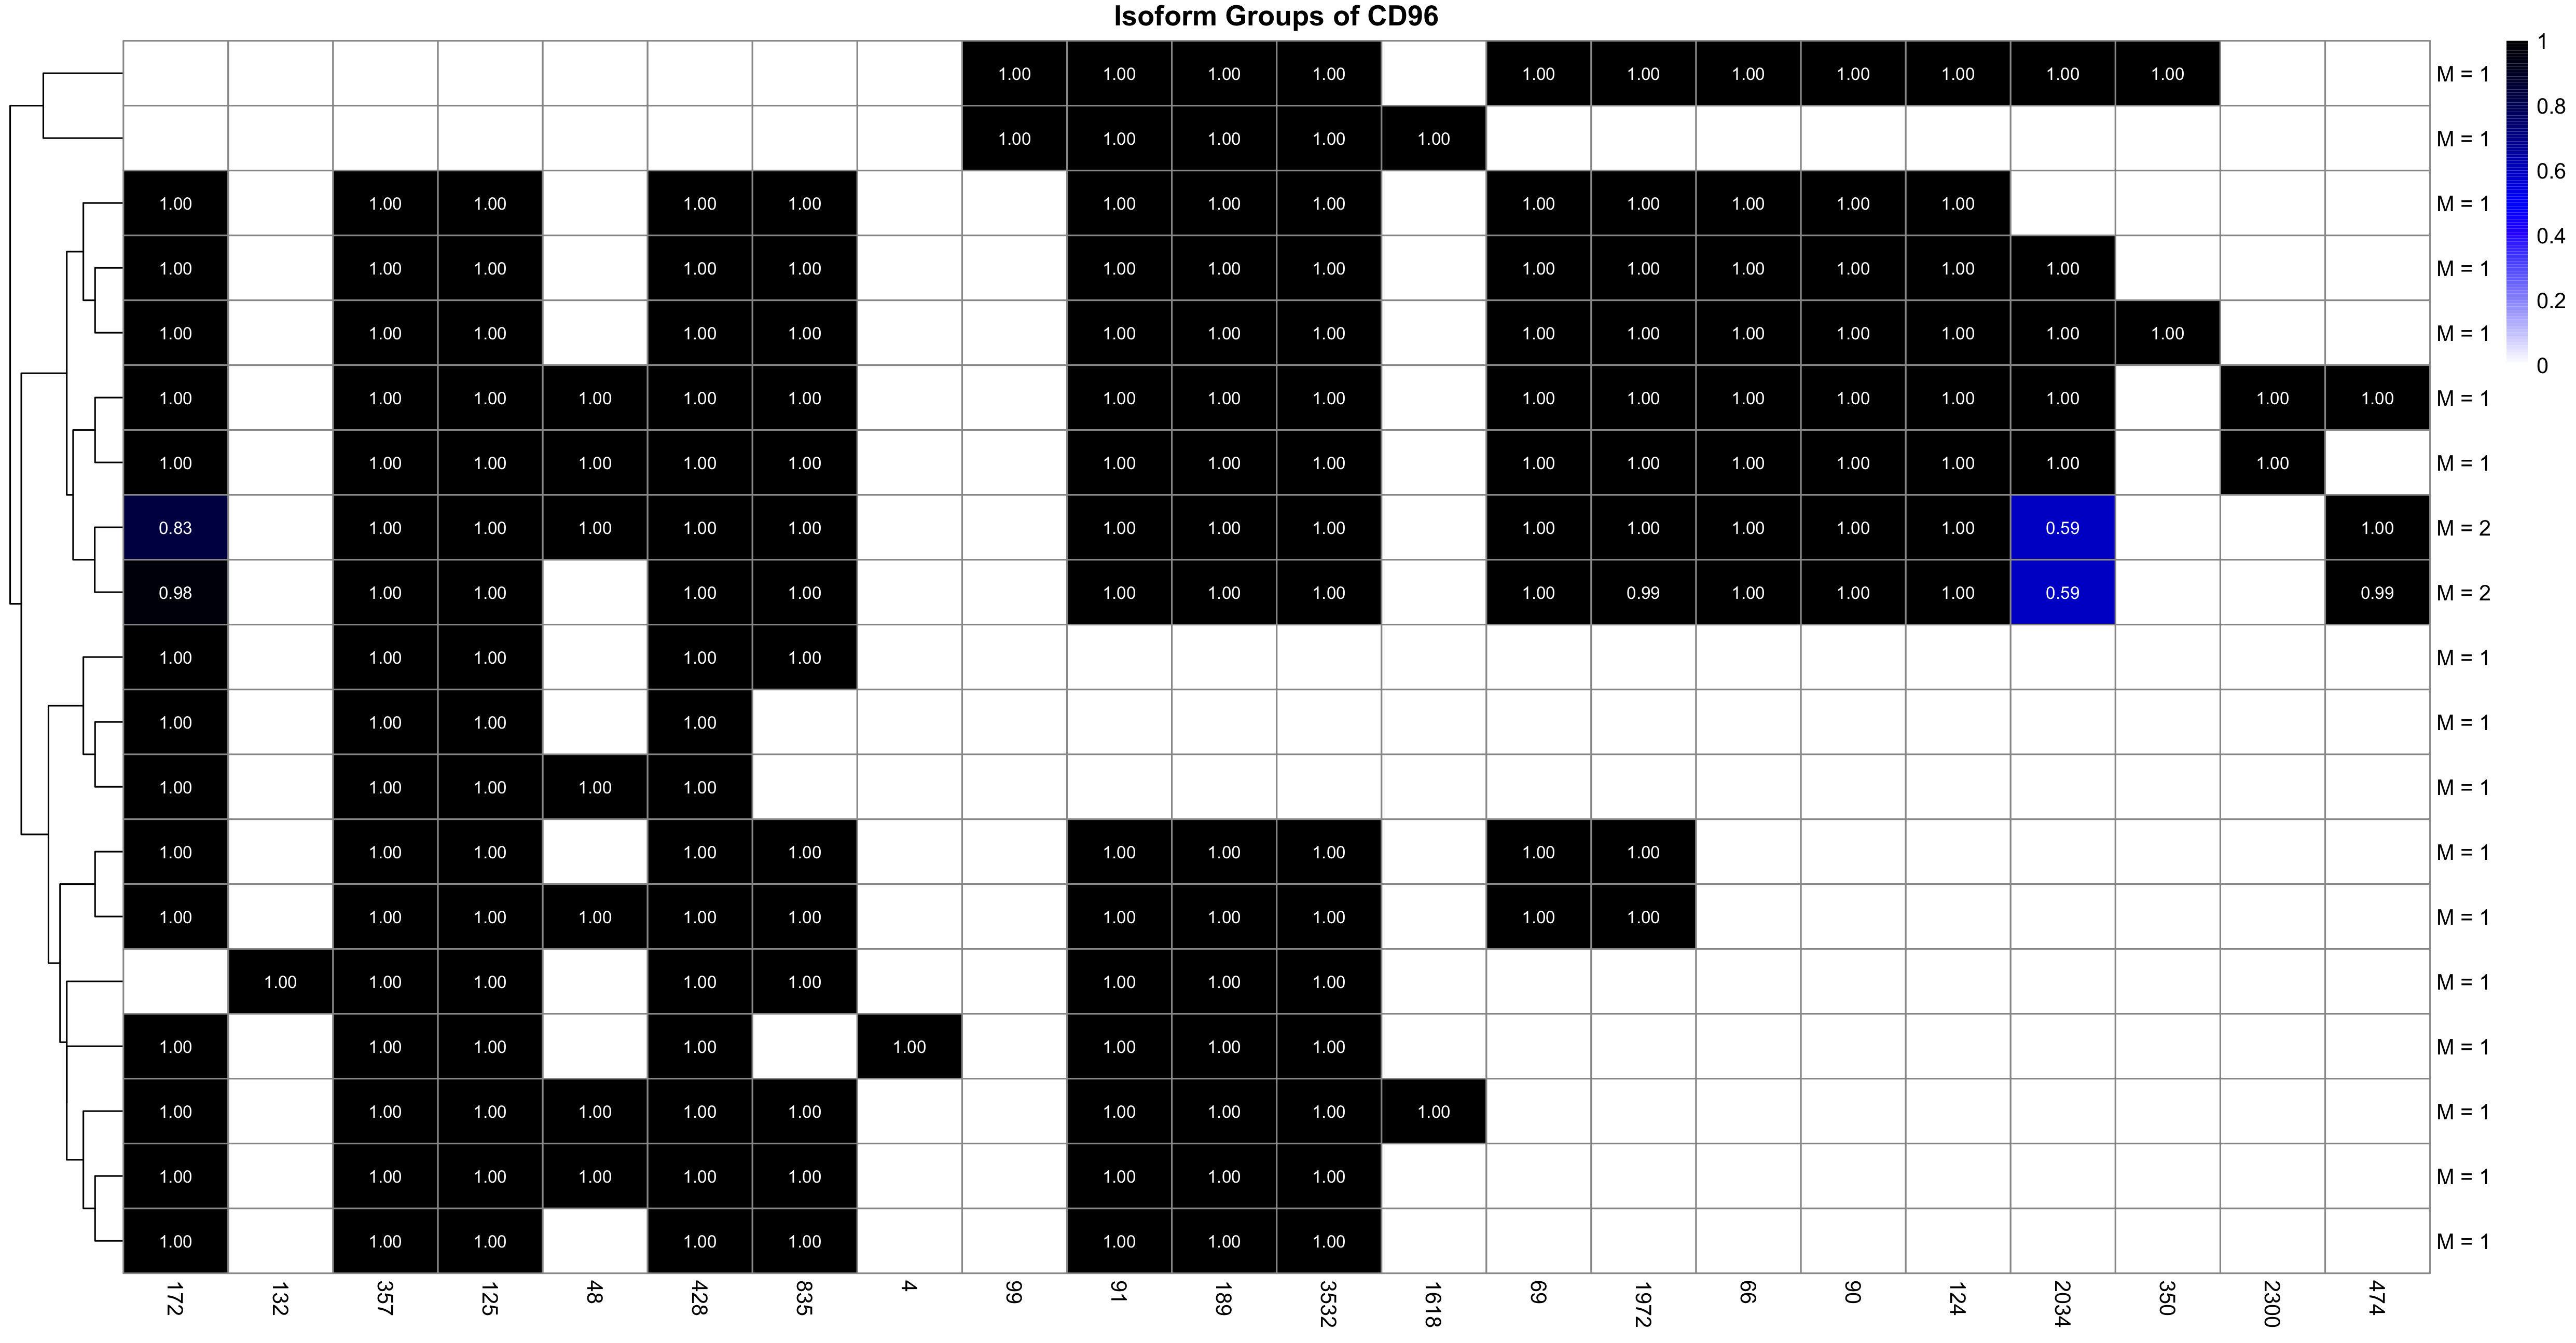 Isoform Groups of CD96
1.00 1.00 1.00 1.00 1.00 1.00 1.00 1.00 1.00 1.00 1.00 M = 1
1.00 1.00 1.00 1.00 1.00 M = 1
1.00 1.00 1.00 1.00 1.00 1.00 1.00 1.00 1.00 1.00 1.00 1.00 1.00 M = 1
1.00 1.00 1.00 1.00 1.00 1.00 1.00 1.00 1.00 1.00 1.00 1.00 1.00 1.00 M = 1
1.00 1.00 1.00 1.00 1.00 1.00 1.00 1.00 1.00 1.00 1.00 1.00 1.00 1.00 1.00 M = 1
1.00 1.00 1.00 1.00 1.00 1.00 1.00 1.00 1.00 1.00 1.00 1.00 1.00 1.00 1.00 1.00 1.00 M = 1
1.00 1.00 1.00 1.00 1.00 1.00 1.00 1.00 1.00 1.00 1.00 1.00 1.00 1.00 1.00 1.00 M = 1
0.83 1.00 1.00 1.00 1.00 1.00 1.00 1.00 1.00 1.00 1.00 1.00 1.00 1.00 0.59 1.00 M = 2
0.98 1.00 1.00 1.00 1.00 1.00 1.00 1.00 1.00 0.99 1.00 1.00 1.00 0.59 0.99 M = 2
1.00 1.00 1.00 1.00 1.00 M = 1
1.00 1.00 1.00 1.00 M = 1
1.00 1.00 1.00 1.00 1.00 M = 1
1.00 1.00 1.00 1.00 1.00 1.00 1.00 1.00 1.00 1.00 M = 1
1.00 1.00 1.00 1.00 1.00 1.00 1.00 1.00 1.00 1.00 1.00 M = 1
1.00 1.00 1.00 1.00 1.00 1.00 1.00 1.00 M = 1
1.00 1.00 1.00 1.00 1.00 1.00 1.00 1.00 M = 1
1.00 1.00 1.00 1.00 1.00 1.00 1.00 1.00 1.00 1.00 M = 1
1.00 1.00 1.00 1.00 1.00 1.00 1.00 1.00 1.00 M = 1
1.00 1.00 1.00 1.00 1.00 1.00 1.00 1.00 M = 1
172 132 357 125 48 428 835 4 99 91 189 3532 1618 69 1972 66 90 124 2034 350 2300 474
1
0.8
0.6
0.4
0.2
0